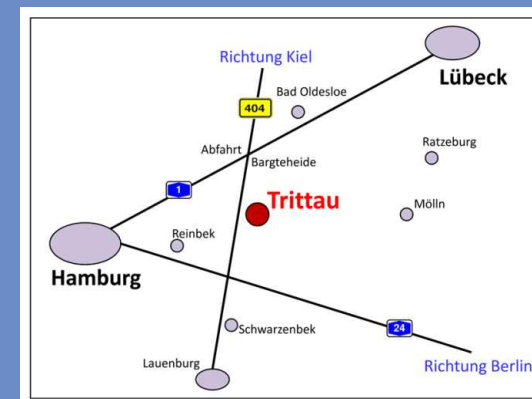 Richtung Kiel
Lübeck
Bad Oldesloe
404
Abfahrt
Bargteheide
Ratzeburg
1
Trittau
Mölln
Reinbek
Hamburg
Schwarzenbek
24
Lauenburg
Richtung Berlin